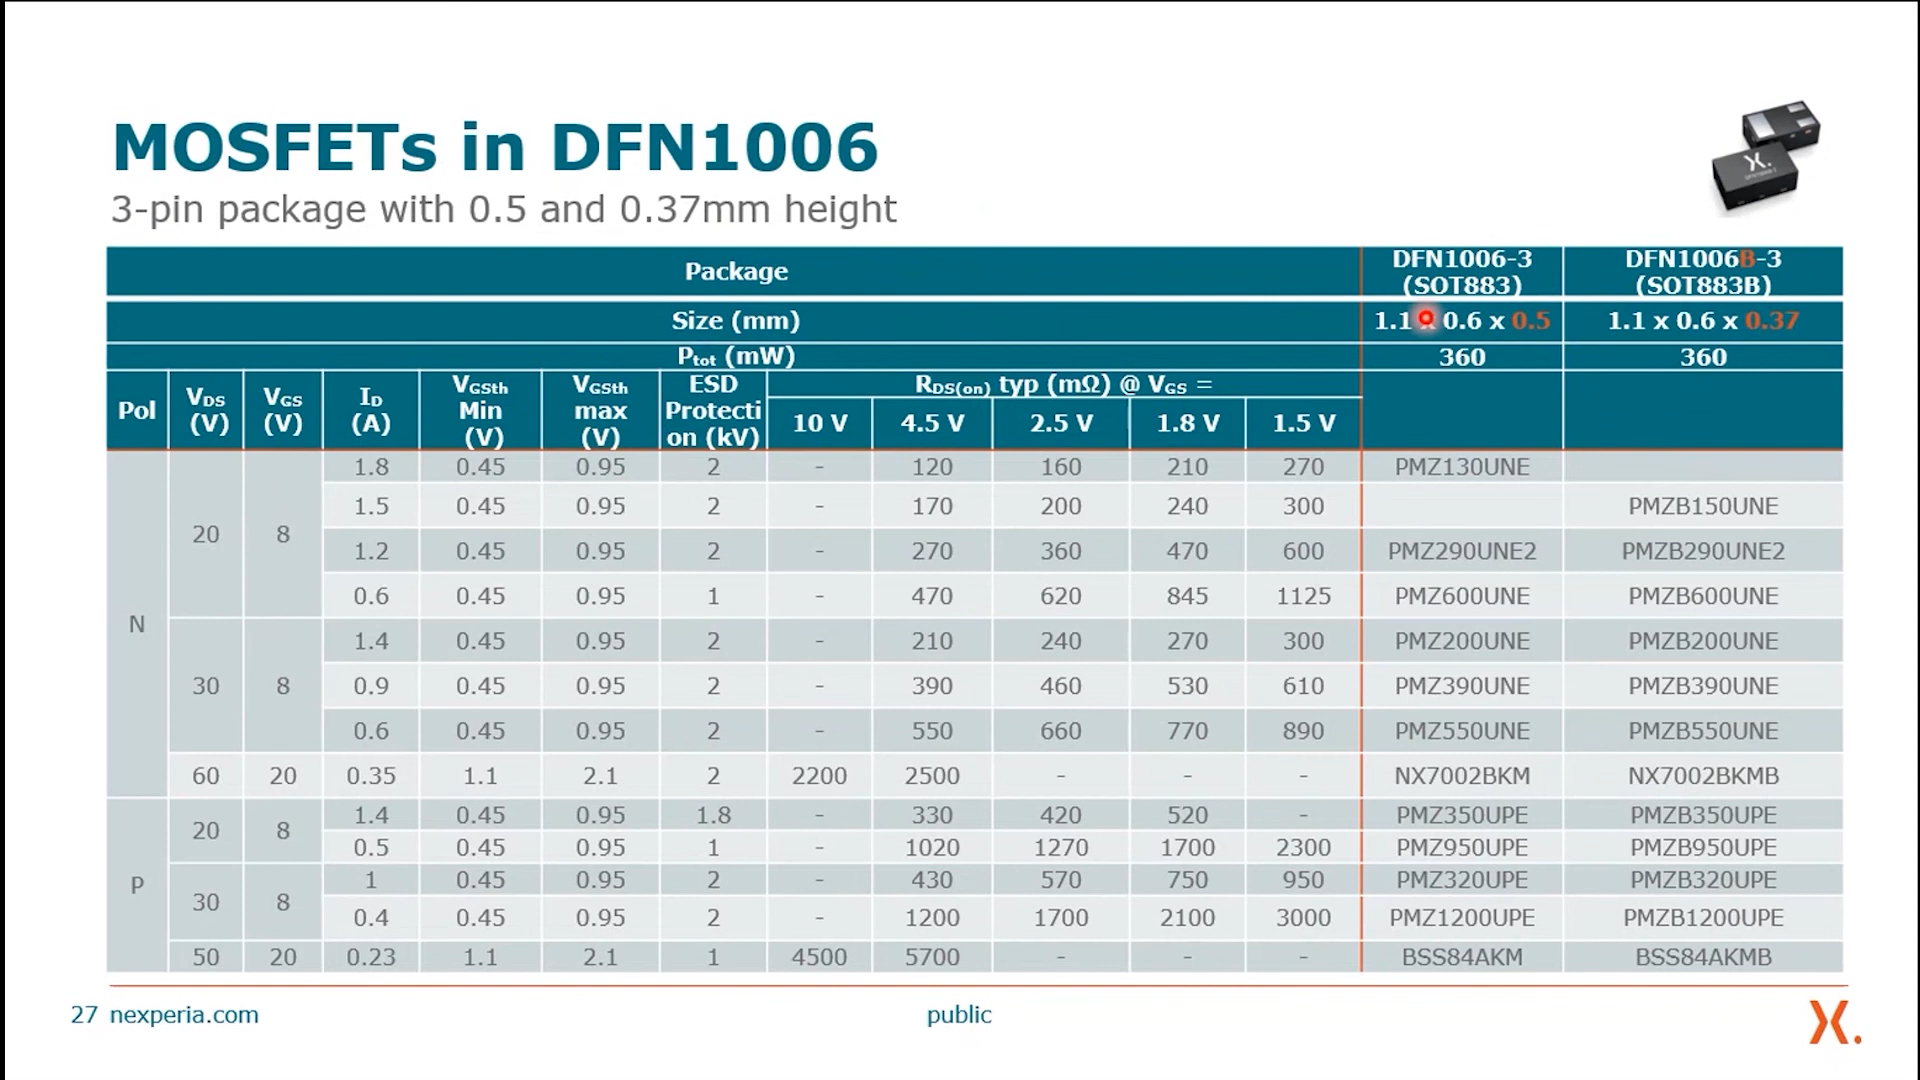 MOSFETs in DFN1006
3-pin package with 0.5 and 0.37mm height
Package DFN1006-3 (SOT883) DFN1006B-3 (SOT883B)
Size (mm) 1.1 x 0.6 x 0.5 1.1 x 0.6 x 0.37
Ptot (mW) 360 360
Pol VDS (V) VGS (V) ID (A) VGSth Min (V) VGSth max (V) ESD Protecti on (kV) RDS(on) typ (mΩ) @ VGS =
10 V 4.5 V 2.5 V 1.8 V 1.5 V
N 20 8 1.8 0.45 0.95 2 - 120 160 210 270 PMZ130UNE
1.5 0.45 0.95 2 - 170 200 240 300 PMZB150UNE
1.2 0.45 0.95 2 - 270 360 470 600 PMZ290UNE2 PMZB290UNE2
0.6 0.45 0.95 1 - 470 620 845 1125 PMZ600UNE PMZB600UNE
30 8 1.4 0.45 0.95 2 - 210 240 270 300 PMZ200UNE PMZB200UNE
0.9 0.45 0.95 2 - 390 460 530 610 PMZ390UNE PMZB390UNE
0.6 0.45 0.95 2 - 550 660 770 890 PMZ550UNE PMZB550UNE
60 20 0.35 1.1 2.1 2 2200 2500 - - - NX7002BKM NX7002BKMB
P 20 8 1.4 0.45 0.95 1.8 - 330 420 520 - PMZ350UPE PMZB350UPE
0.5 0.45 0.95 1 - 1020 1270 1700 2300 PMZ950UPE PMZB950UPE
30 8 1 0.45 0.95 2 - 430 570 750 950 PMZ320UPE PMZB320UPE
0.4 0.45 0.95 2 - 1200 1700 2100 3000 PMZ1200UPE PMZB1200UPE
50 20 0.23 1.1 2.1 1 4500 5700 - - - BSS84AKM BSS84AKMB
27 nexperia.com public